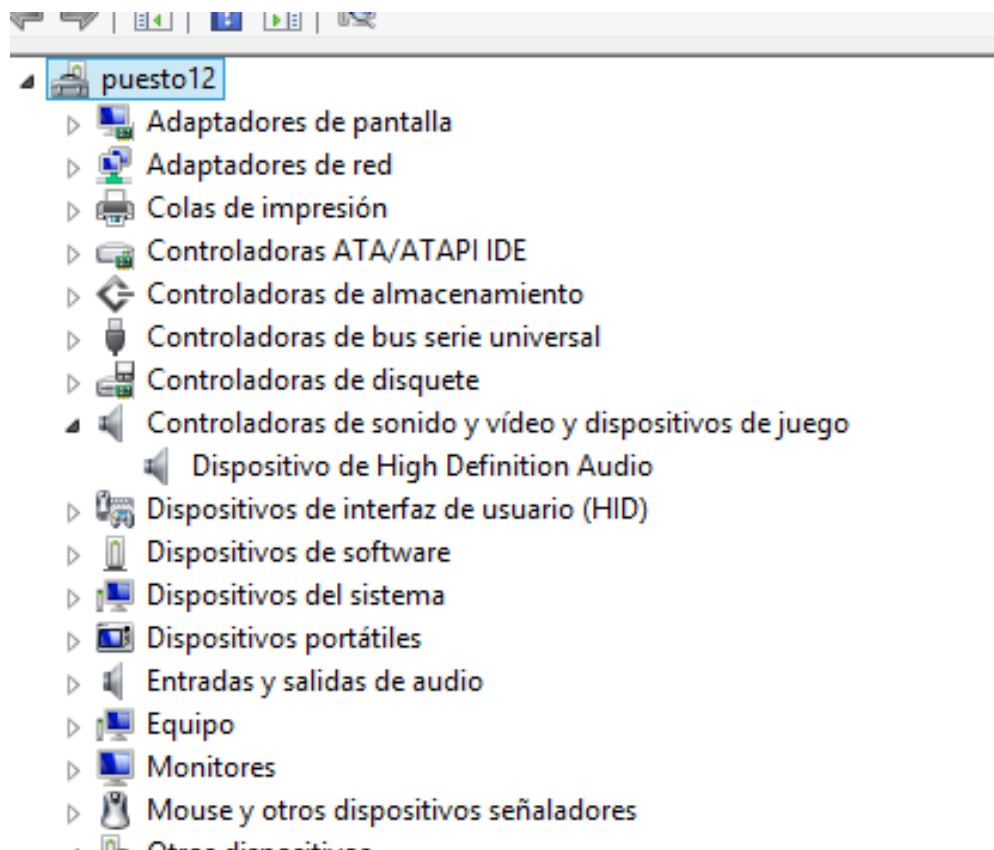 puesto12
Adaptadores de pantalla
Adaptadores de red
Colas de impresión
Controladoras ATA/ATAPI IDE
Controladoras de almacenamiento
Controladoras de bus serie universal
Controladoras de disquete
Controladoras de sonido y vídeo y dispositivos de juego
Dispositivo de High Definition Audio
Dispositivos de interfaz de usuario (HID)
Dispositivos de software
Dispositivos del sistema
Dispositivos portátiles
Entradas y salidas de audio
Equipo
Monitores
Mouse y otros dispositivos señaladores
Otros dispositivos